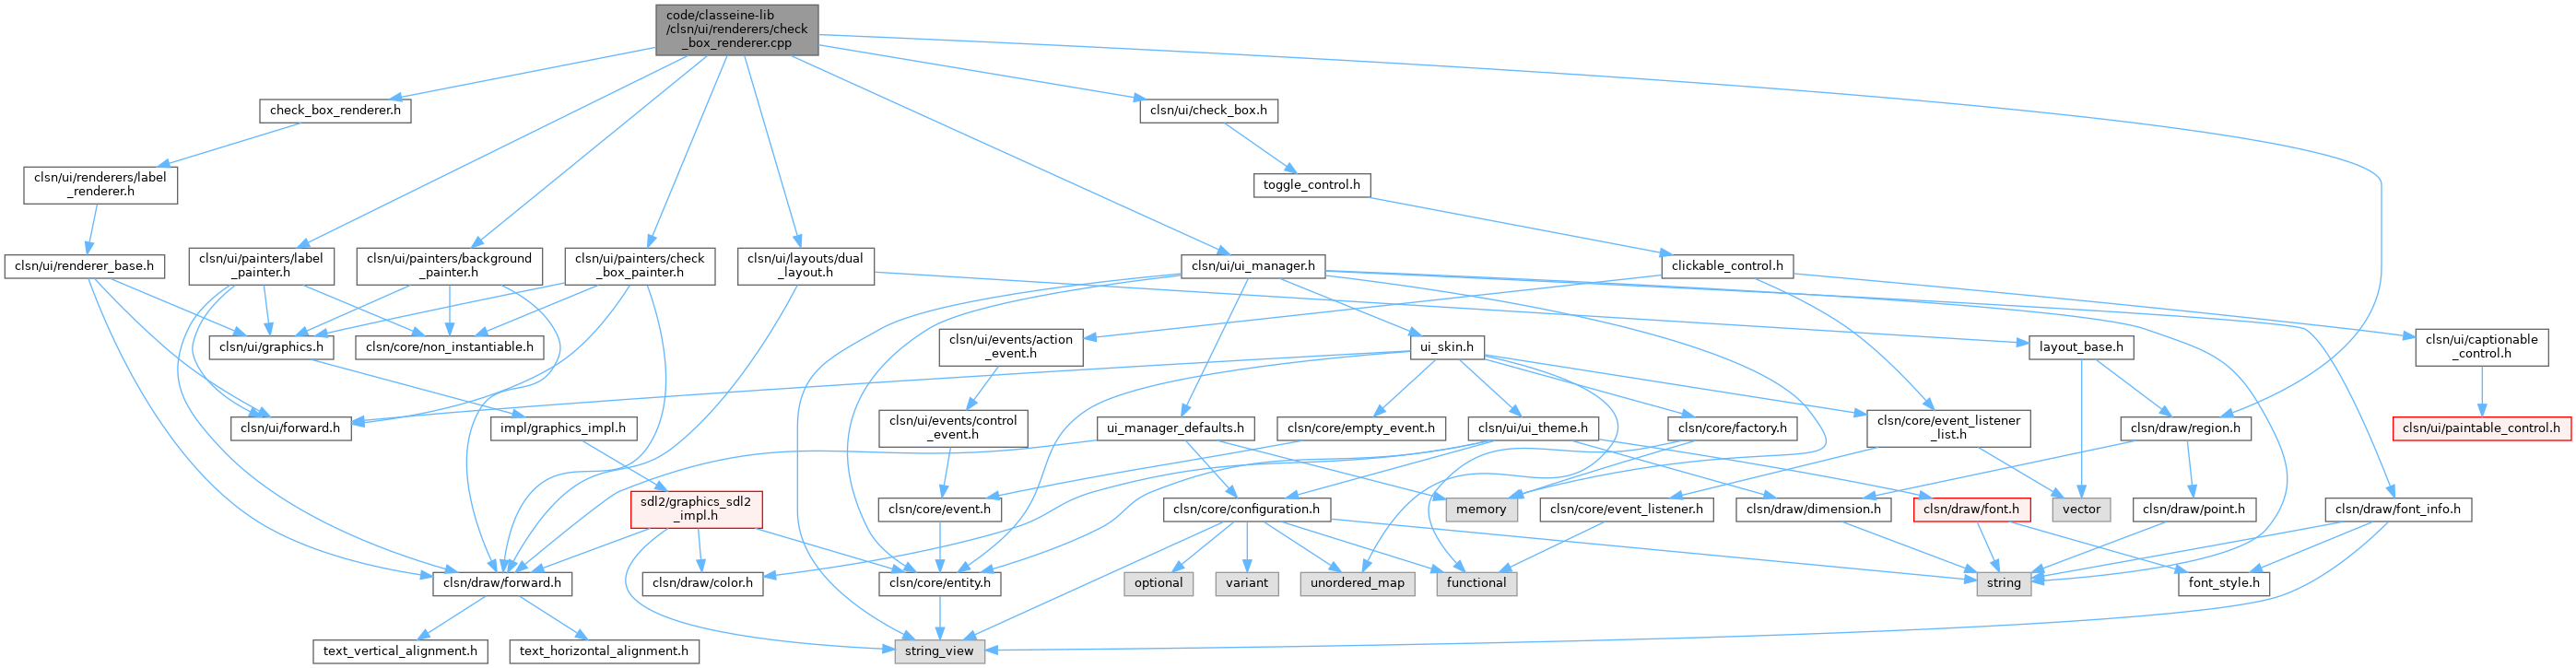 code/classeine-lib
/clsn/ui/renderers/check
_box_renderer.cpp
check_box_renderer.h
clsn/ui/check_box.h
clsn/ui/renderers/label
_renderer.h
toggle_control.h
clsn/ui/renderer_base.h
clsn/ui/painters/label
_painter.h
clsn/ui/painters/background
_painter.h
clsn/ui/painters/check
_box_painter.h
clsn/ui/layouts/dual
_layout.h
clsn/ui/ui_manager.h
clickable_control.h
clsn/ui/graphics.h
clsn/core/non_instantiable.h
clsn/ui/events/action
_event.h
ui_skin.h
layout_base.h
clsn/ui/captionable
_control.h
clsn/ui/forward.h
impl/graphics_impl.h
clsn/ui/events/control
_event.h
ui_manager_defaults.h
clsn/core/empty_event.h
clsn/ui/ui_theme.h
clsn/core/factory.h
clsn/core/event_listener
_list.h
clsn/draw/region.h
clsn/ui/paintable_control.h
sdl2/graphics_sdl2
_impl.h
clsn/core/event.h
clsn/core/configuration.h
memory
clsn/core/event_listener.h
clsn/draw/dimension.h
clsn/draw/font.h
vector
clsn/draw/point.h
clsn/draw/font_info.h
clsn/draw/forward.h
clsn/draw/color.h
clsn/core/entity.h
optional
variant
unordered_map
functional
string
font_style.h
text_vertical_alignment.h
text_horizontal_alignment.h
string_view